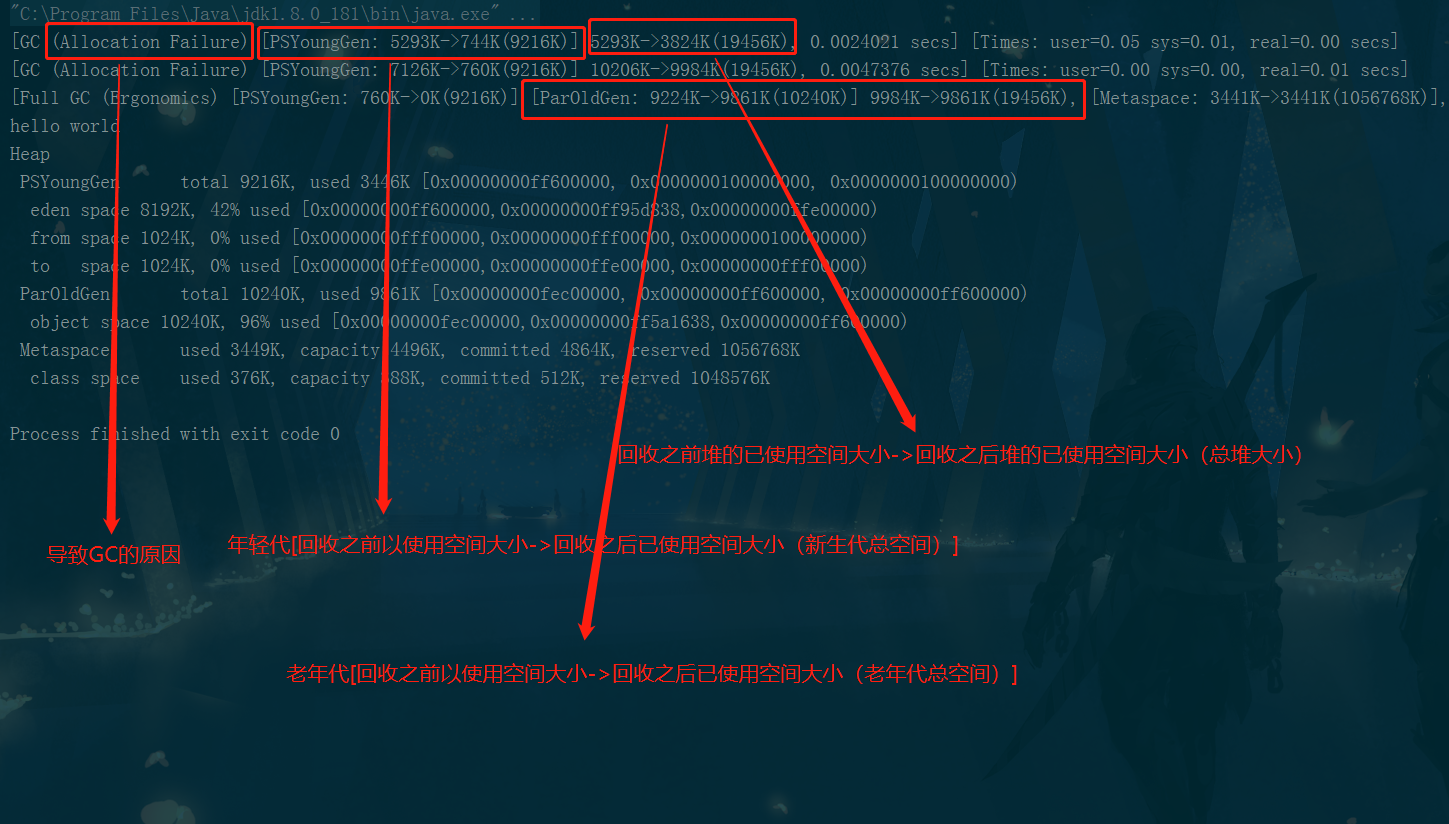 "C:\Program Files\Java\jdk1.8.0_181\bin\java.exe" ...
[GC (Allocation Failure) [PSYoungGen: 5293K->744K(9216K)] 5293K->3824K(19456K), 0.0024021 secs] [Times: user=0.05 sys=0.01, real=0.00 secs]
[GC (Allocation Failure) [PSYoungGen: 7126K->760K(9216K)] 10206K->9984K(19456K), 0.0047376 secs] [Times: user=0.00 sys=0.00, real=0.01 secs]
[Full GC (Ergonomics) [PSYoungGen: 760K->0K(9216K)] [ParOldGen: 9224K->9861K(10240K)] 9984K->9861K(19456K), [Metaspace: 3441K->3441K(1056768K)],
hello world
Heap
PSYoungGen total 9216K, used 3446K [0x00000000ff600000, 0x0000000100000000, 0x0000000100000000)
eden space 8192K, 42% used [0x00000000ff600000,0x00000000ff95d838,0x00000000ffe00000)
from space 1024K, 0% used [0x00000000fff00000,0x00000000fff00000,0x0000000100000000)
to space 1024K, 0% used [0x00000000ffe00000,0x00000000ffe00000,0x00000000fff00000)
ParOldGen total 10240K, used 9861K [0x00000000fec00000, 0x00000000ff600000, 0x00000000ff600000)
object space 10240K, 96% used [0x00000000fec00000,0x00000000ff5a1638,0x00000000ff600000)
Metaspace used 3449K, capacity 4496K, committed 4864K, reserved 1056768K
class space used 376K, capacity 388K, committed 512K, reserved 1048576K
Process finished with exit code 0
回收之前堆的已使用空间大小->回收之后堆的已使用空间大小（总堆大小）
导致GC的原因
年轻代[回收之前以使用空间大小->回收之后已使用空间大小（新生代总空间）]
老年代[回收之前以使用空间大小->回收之后已使用空间大小（老年代总空间）]